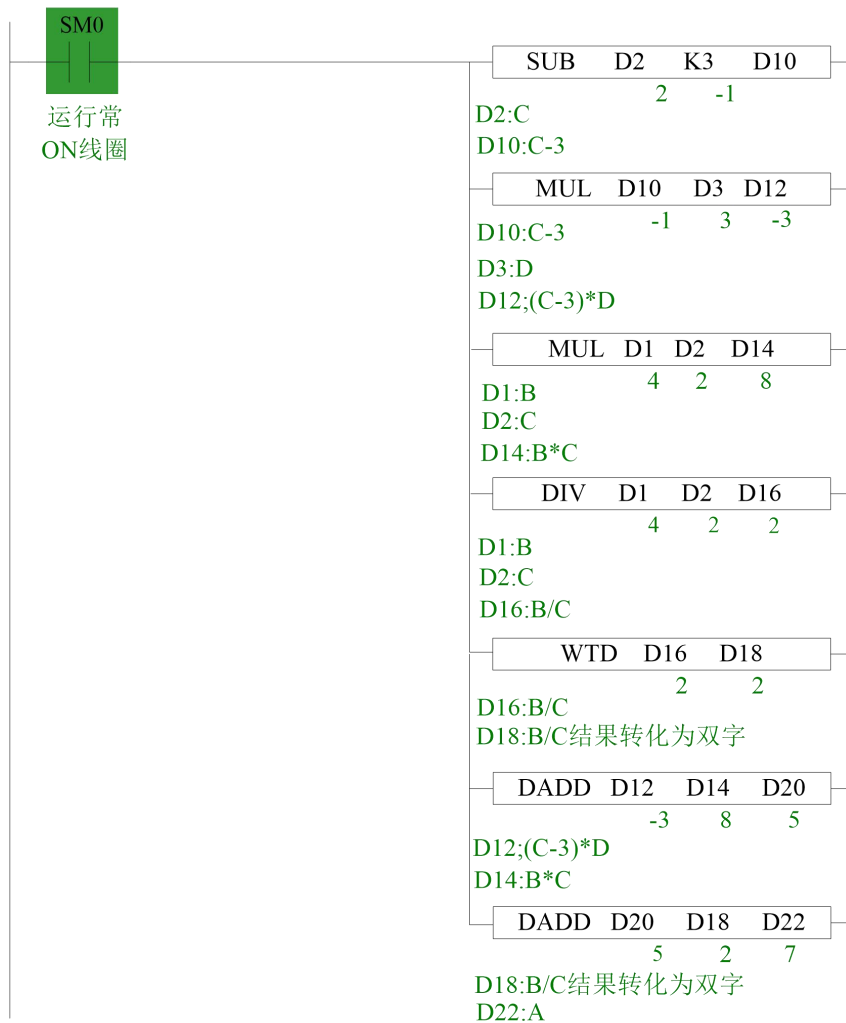 SM0
运行常
ON线圈
SUB D2 K3 D10
2 -1
D2:C
D10:C-3
MUL D10 D3 D12
-1 3 -3
D10:C-3
D3:D
D12;(C-3)*D
MUL D1 D2 D14
4 2 8
D1:B
D2:C
D14:B*C
DIV D1 D2 D16
4 2 2
D1:B
D2:C
D16:B/C
WTD D16 D18
2 2
D16:B/C
D18:B/C结果转化为双字
DADD D12 D14 D20
-3 8 5
D12;(C-3)*D
D14:B*C
DADD D20 D18 D22
5 2 7
D18:B/C结果转化为双字
D22:A